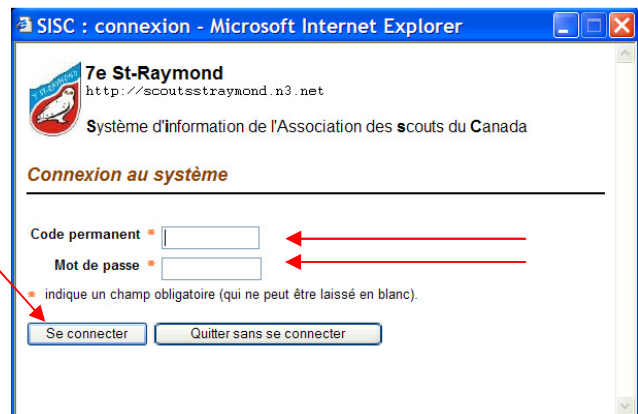 SISC : connexion - Microsoft Internet Explorer
7e St-Raymond
http://scoutsstraymond.n3.net
Système d'information de l'Association des scouts du Canada
Connexion au système
Code permanent *
Mot de passe *
* indique un champ obligatoire (qui ne peut être laissé en blanc).
Se connecter Quitter sans se connecter